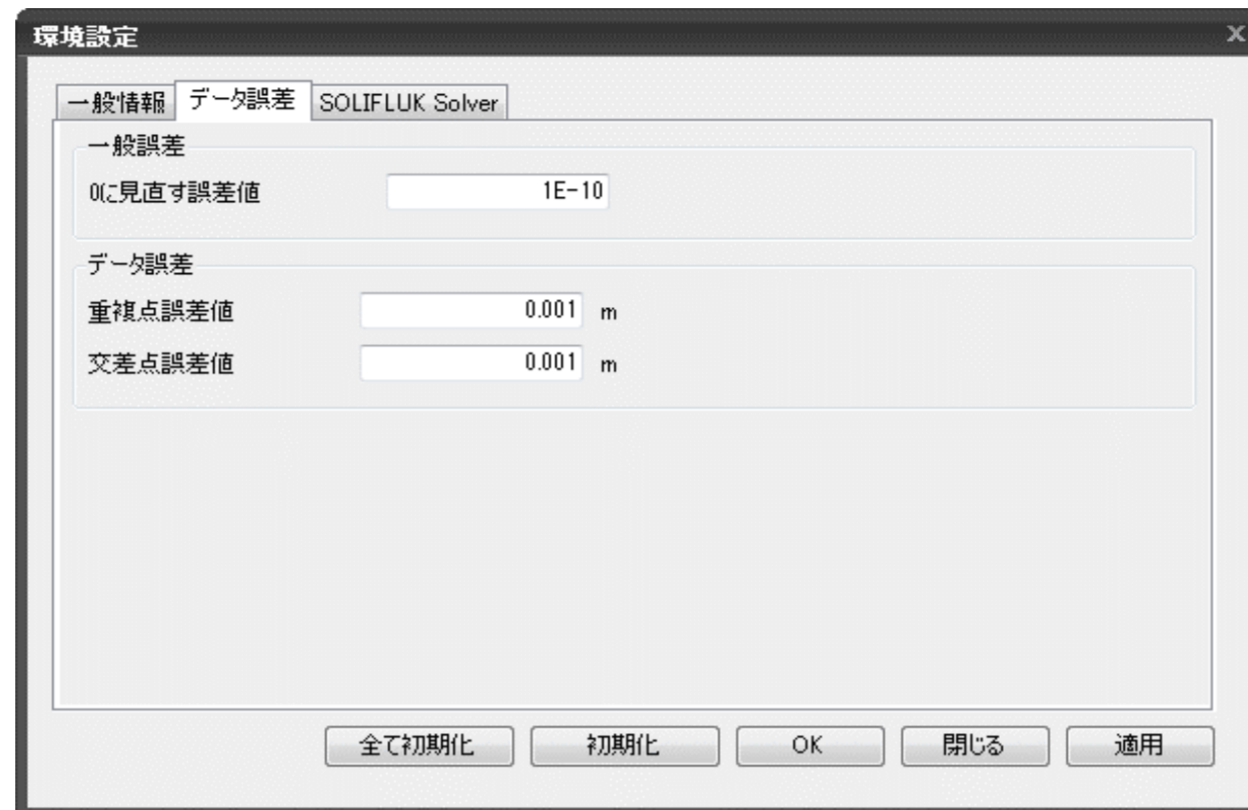 環境設定
一般情報 データ誤差 SOLIFLUK Solver
一般誤差
0に見直す誤差値 1E-10
データ誤差
重複点誤差値 0.001 m
交差点誤差値 0.001 m
全て初期化 初期化 OK 閉じる 適用